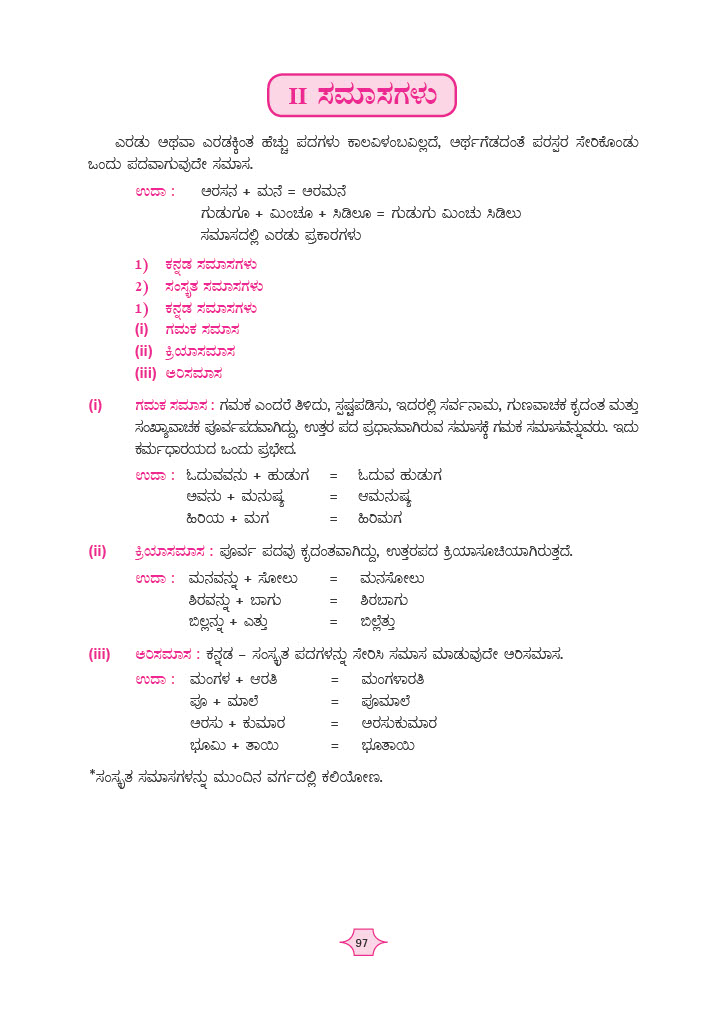 II ಸಮಾಸಗಳು
ಎರಡು ಅಥವಾ ಎರಡಕ್ಕಿಂತ ಹೆಚ್ಚು ಪದಗಳು ಕಾಲವಿಳಂಬವಿಲ್ಲದೆ, ಅರ್ಥಗೆಡದಂತೆ ಪರಸ್ಪರ ಸೇರಿಕೊಂಡು
ಒಂದು ಪದವಾಗುವುದೇ ಸಮಾಸ.
ಉದಾ : ಅರಸನ + ಮನೆ = ಅರಮನೆ
ಗುಡುಗೂ + ಮಿಂಚೂ + ಸಿಡಿಲೂ = ಗುಡುಗು ಮಿಂಚು ಸಿಡಿಲು
ಸಮಾಸದಲ್ಲಿ ಎರಡು ಪ್ರಕಾರಗಳು
1) ಕನ್ನಡ ಸಮಾಸಗಳು
2) ಸಂಸ್ಕೃತ ಸಮಾಸಗಳು
1) ಕನ್ನಡ ಸಮಾಸಗಳು
(i) ಗಮಕ ಸಮಾಸ
(ii) ಕ್ರಿಯಾಸಮಾಸ
(iii) ಅರಿಸಮಾಸ
(i) ಗಮಕ ಸಮಾಸ : ಗಮಕ ಎಂದರೆ ತಿಳಿದು, ಸ್ಪಷ್ಟಪಡಿಸು, ಇದರಲ್ಲಿ ಸರ್ವನಾಮ, ಗುಣವಾಚಕ ಕೃದಂತ ಮತ್ತು
ಸಂಖ್ಯಾವಾಚಕ ಪೂರ್ವಪದವಾಗಿದ್ದು, ಉತ್ತರ ಪದ ಪ್ರಧಾನವಾಗಿರುವ ಸಮಾಸಕ್ಕೆ ಗಮಕ ಸಮಾಸವೆನ್ನುವರು. ಇದು
ಕರ್ಮಧಾರಯದ ಒಂದು ಪ್ರಭೇದ.
ಉದಾ : ಓದುವವನು + ಹುಡುಗ = ಓದುವ ಹುಡುಗ
ಅವನು + ಮನುಷ್ಯ = ಆಮನುಷ್ಯ
ಹಿರಿಯ + ಮಗ = ಹಿರಿಮಗ
(ii) ಕ್ರಿಯಾಸಮಾಸ : ಪೂರ್ವ ಪದವು ಕೃದಂತವಾಗಿದ್ದು, ಉತ್ತರಪದ ಕ್ರಿಯಾಸೂಚಿಯಾಗಿರುತ್ತದೆ.
ಉದಾ : ಮನವನ್ನು + ಸೋಲು = ಮನಸೋಲು
ಶಿರವನ್ನು + ಬಾಗು = ಶಿರಬಾಗು
ಬಿಲ್ಲನ್ನು + ಎತ್ತು = ಬಿಲ್ಲೆತ್ತು
(iii) ಅರಿಸಮಾಸ : ಕನ್ನಡ – ಸಂಸ್ಕೃತ ಪದಗಳನ್ನು ಸೇರಿಸಿ ಸಮಾಸ ಮಾಡುವುದೇ ಅರಿಸಮಾಸ.
ಉದಾ : ಮಂಗಳ + ಆರತಿ = ಮಂಗಳಾರತಿ
ಪೂ + ಮಾಲೆ = ಪೂಮಾಲೆ
ಅರಸು + ಕುಮಾರ = ಅರಸುಕುಮಾರ
ಭೂಮಿ + ತಾಯಿ = ಭೂತಾಯಿ
*ಸಂಸ್ಕೃತ ಸಮಾಸಗಳನ್ನು ಮುಂದಿನ ವರ್ಗದಲ್ಲಿ ಕಲಿಯೋಣ.
97